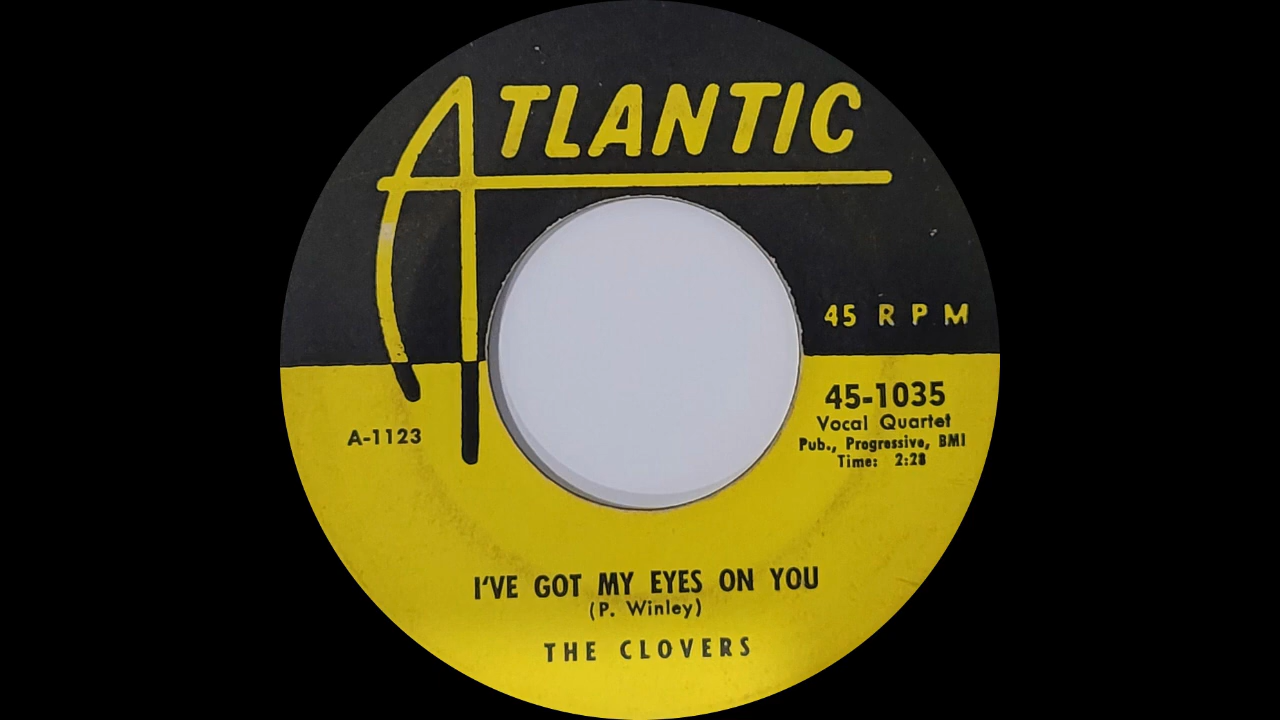 ATLANTIC
45 RPM
45-1035
Vocal Quartet
Pub., Progressive, BMI
Time: 2:28
A-1123
I'VE GOT MY EYES ON YOU
(P. Winley)
THE CLOVERS